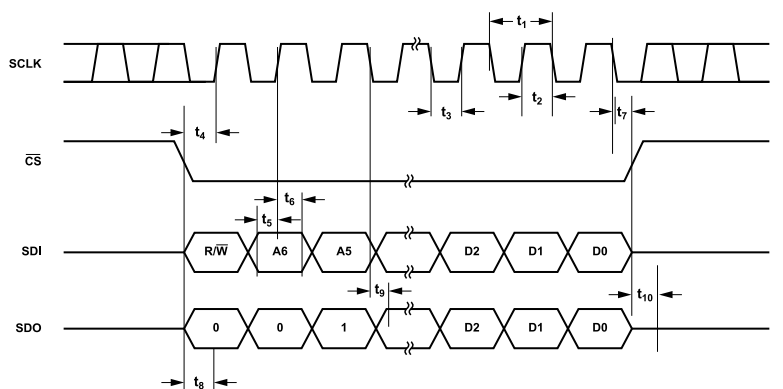 t1
SCLK
t2
t3
t7
t4
CS
t6
t5
SDI R/W A6 A5 D2 D1 D0
t9
t10
SDO 0 0 1 D2 D1 D0
t8